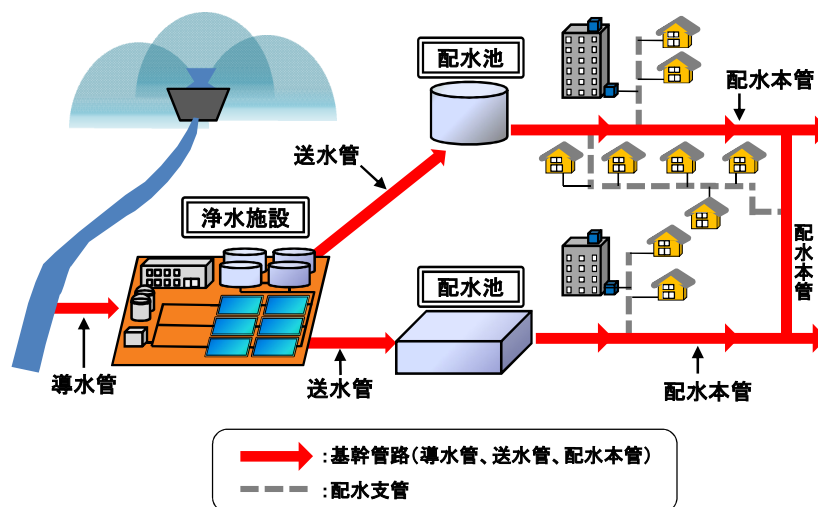 配水池
配水本管
送水管
浄水施設
配水本管
配水池
導水管
送水管
配水本管
:基幹管路(導水管、送水管、配水本管)
:配水支管